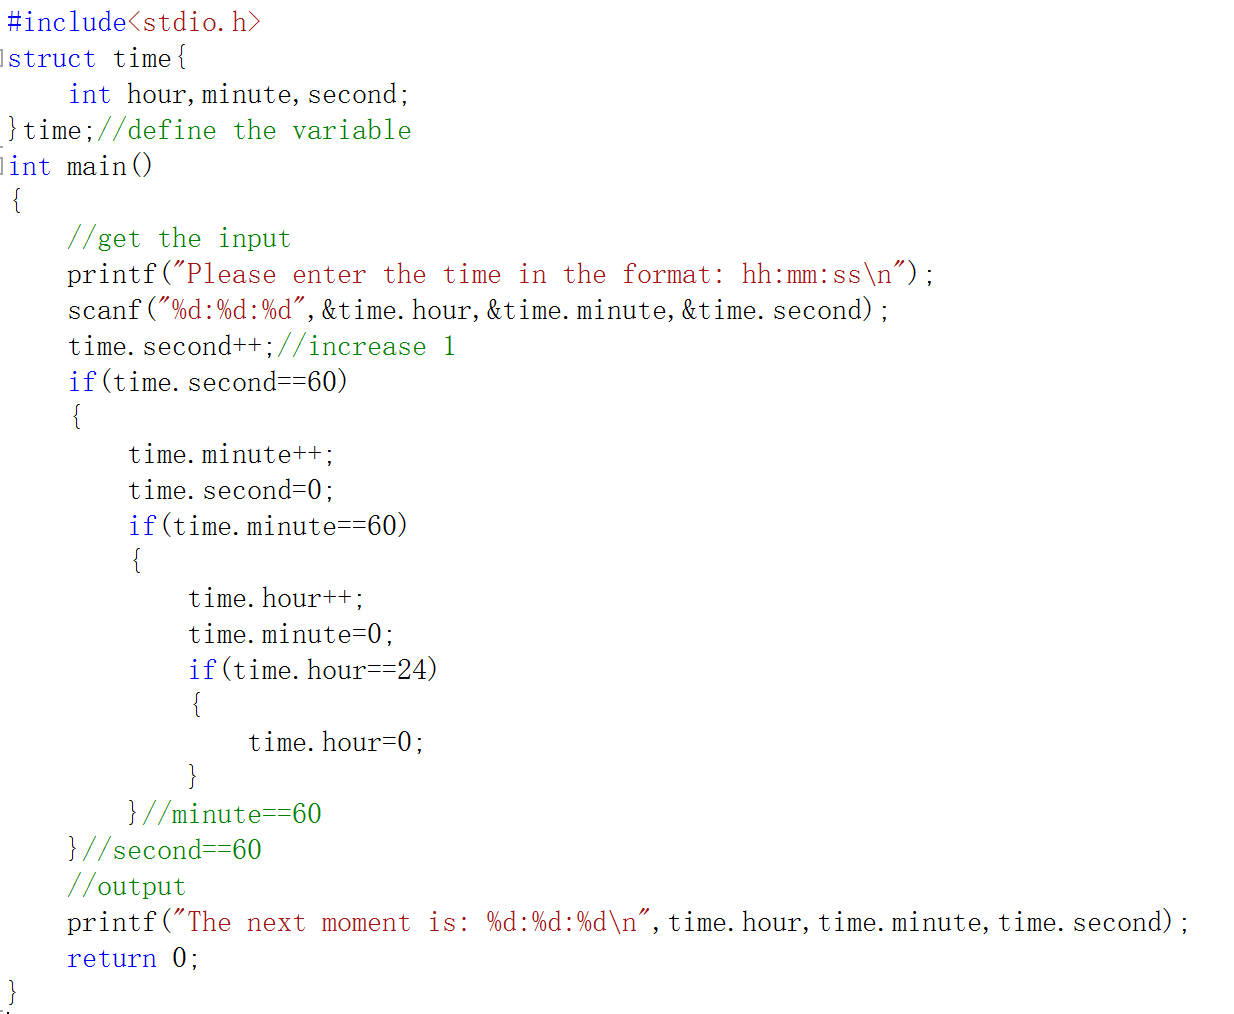 #include<stdio.h>
struct time{
    int hour,minute,second;
}time;//define the variable
int main()
{
    //get the input
    printf("Please enter the time in the format: hh:mm:ss\n");
    scanf("%d:%d:%d",&time.hour,&time.minute,&time.second);
    time.second++;//increase 1
    if(time.second==60)
    {
        time.minute++;
        time.second=0;
        if(time.minute==60)
        {
            time.hour++;
            time.minute=0;
            if(time.hour==24)
            {
                time.hour=0;
            }
        }//minute==60
    }//second==60
    //output
    printf("The next moment is: %d:%d:%d\n",time.hour,time.minute,time.second);
    return 0;
}